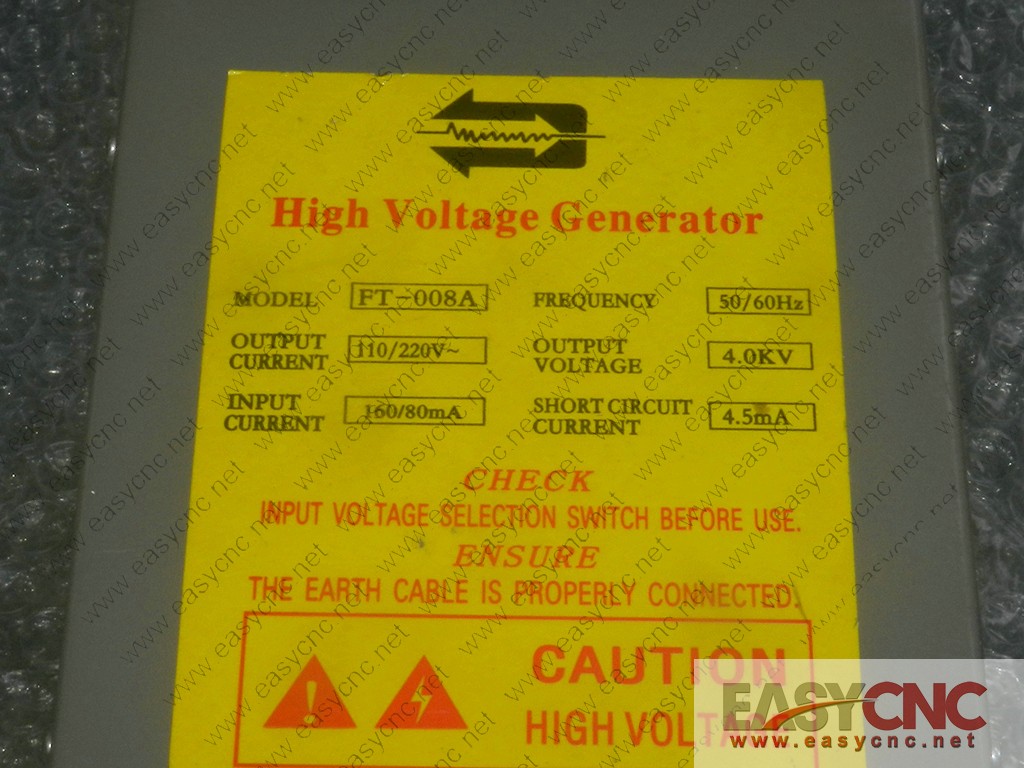 High Voltage Generator
MODEL FT-008A FREQUENCY 50/60Hz
OUTPUT CURRENT 110/220V~ OUTPUT VOLTAGE 4.0KV
INPUT CURRENT 160/80mA SHORT CIRCUIT CURRENT 4.5mA
CHECK
INPUT VOLTAGE SELECTION SWITCH BEFORE USE.
ENSURE
THE EARTH CABLE IS PROPERLY CONNECTED.
CAUTION
HIGH VOLTAGE
EASYCNC
www.easycnc.net